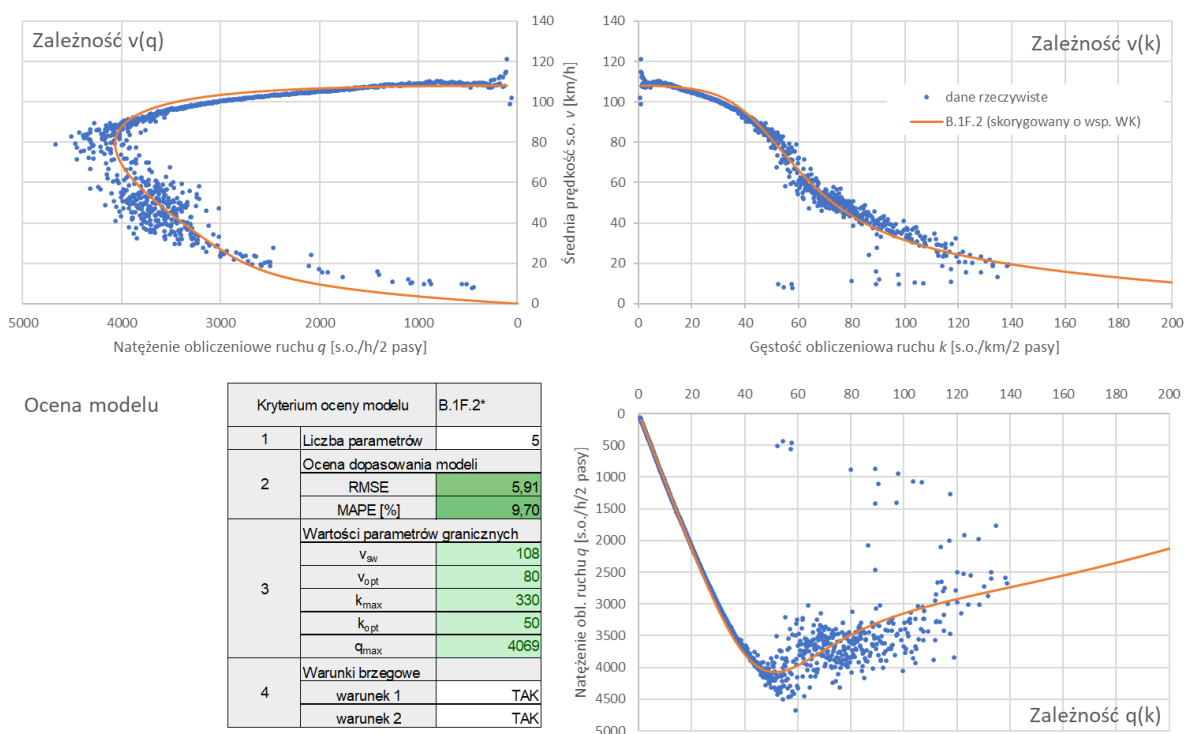 Zależność v(q)
140
120
100
80
60
40
20
0
Średnia prędkość s.o. v [km/h]
5000 4000 3000 2000 1000 0
Natężenie obliczeniowe ruchu q [s.o./h/2 pasy]
Zależność v(k)
140
120
100
80
60
40
20
0
dane rzeczywiste
B.1F.2 (skorygowany o wsp. WK)
0 20 40 60 80 100 120 140 160 180 200
Gęstość obliczeniowa ruchu k [s.o./km/2 pasy]
Ocena modelu
Kryterium oceny modelu B.1F.2*
1 Liczba parametrów 5
2 Ocena dopasowania modeli
RMSE 5,91
MAPE [%] 9,70
3 Wartości parametrów granicznych
vsw 108
vopt 80
kmax 330
kopt 50
qmax 4069
4 Warunki brzegowe
warunek 1 TAK
warunek 2 TAK
0 20 40 60 80 100 120 140 160 180 200
0
500
1000
1500
2000
2500
3000
3500
4000
4500
5000
Natężenie obl. ruchu q [s.o./h/2 pasy]
Zależność q(k)